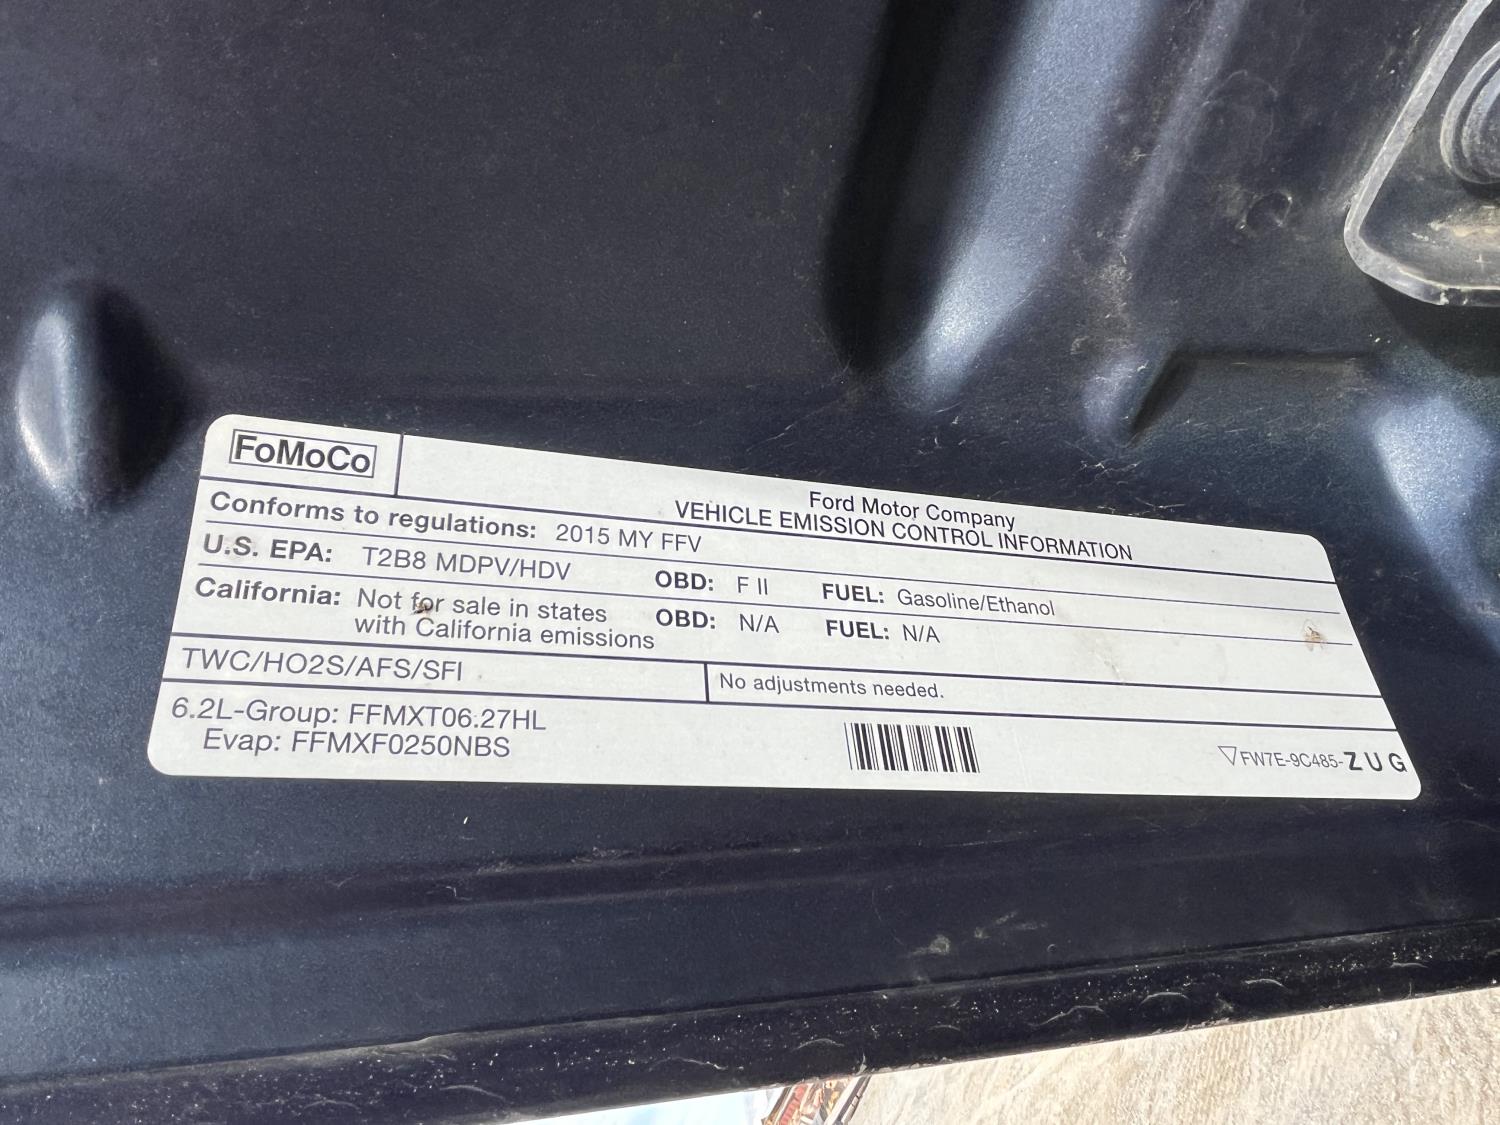 FoMoCo
Ford Motor Company
VEHICLE EMISSION CONTROL INFORMATION
Conforms to regulations: 2015 MY FFV
U.S. EPA: T2B8 MDPV/HDV OBD: F II FUEL: Gasoline/Ethanol
California: Not for sale in states
with California emissions OBD: N/A FUEL: N/A
TWC/HO2S/AFS/SFI
No adjustments needed.
6.2L-Group: FFMXT06.27HL
Evap: FFMXF0250NBS
FW7E-9C485-ZUG